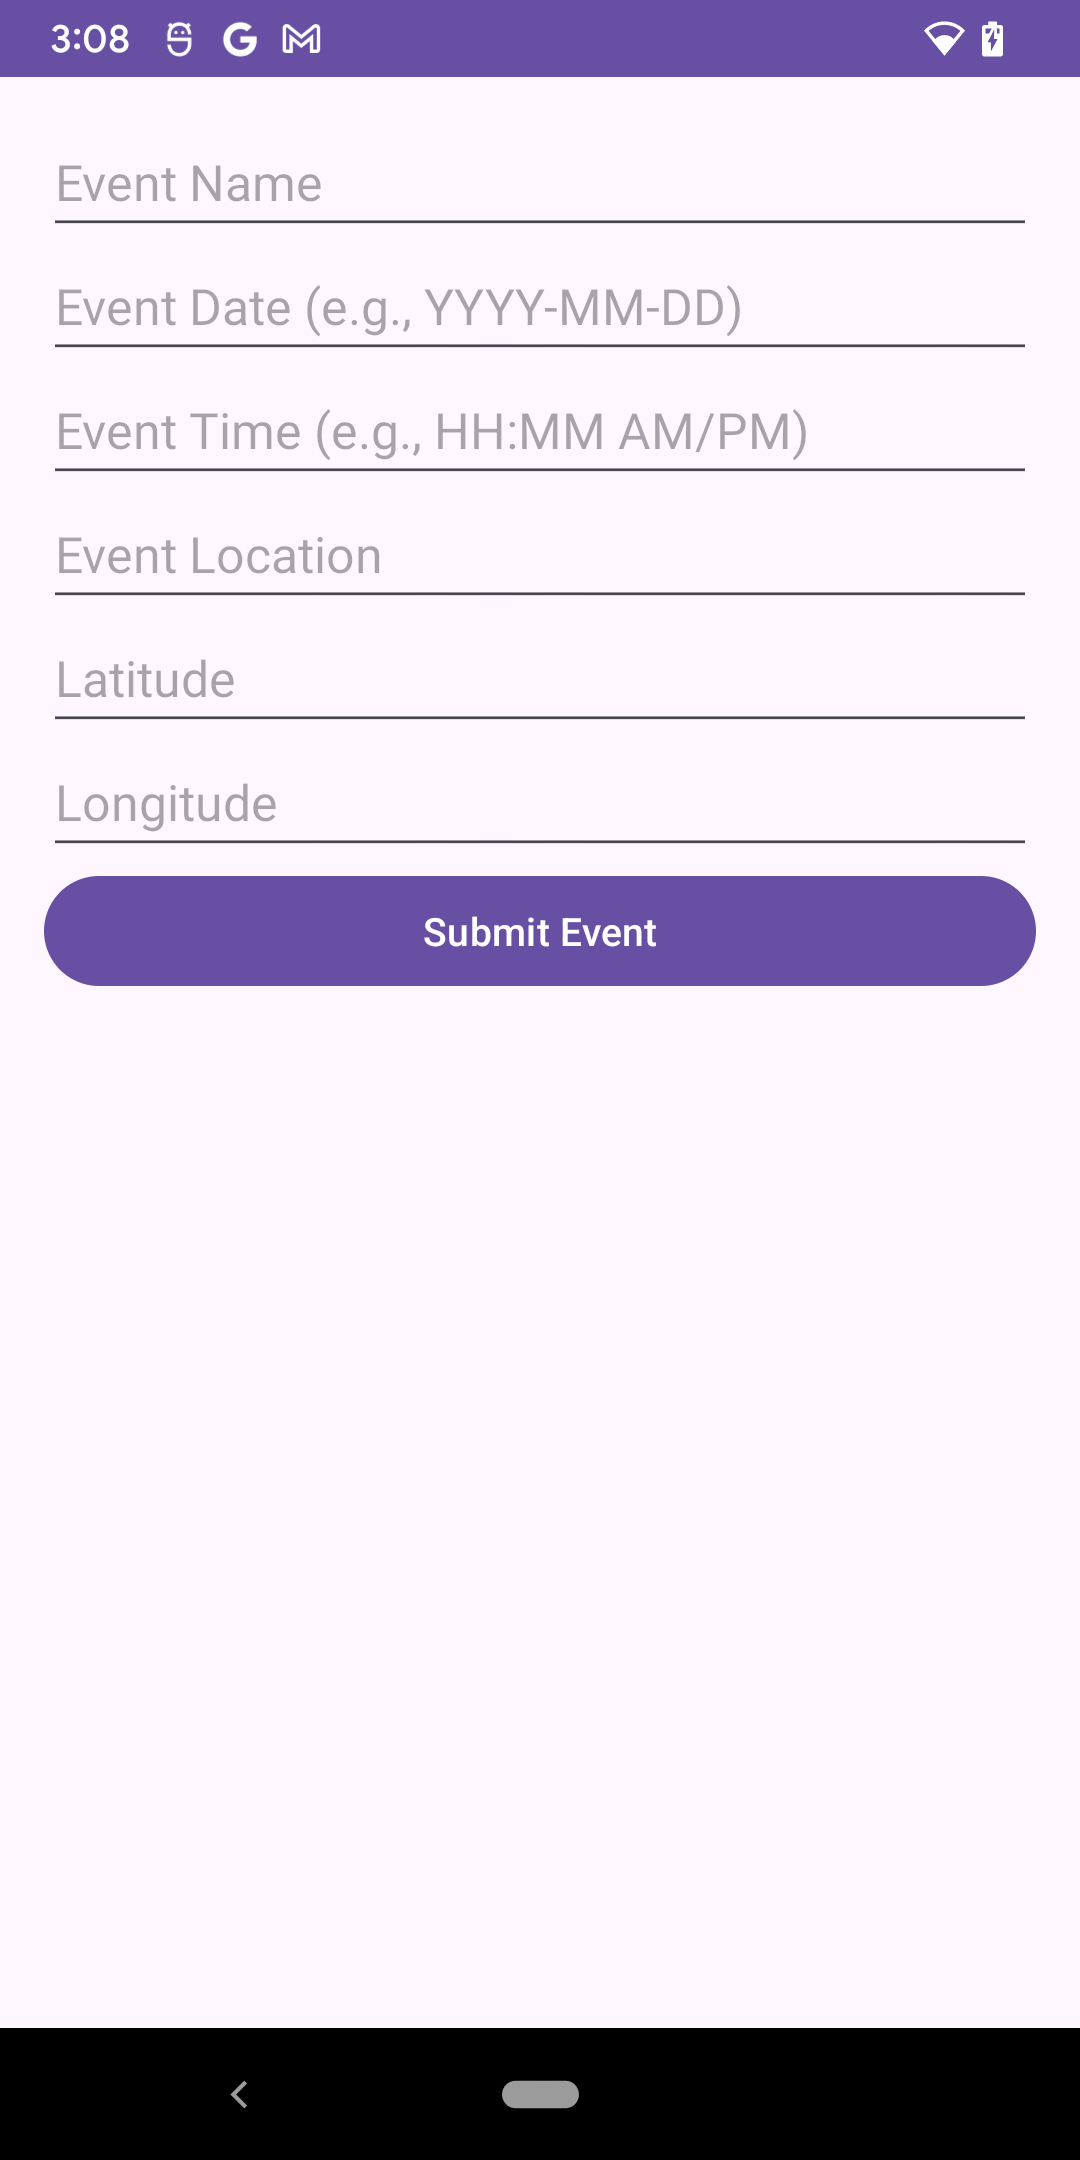 3:08
Event Name
Event Date (e.g., YYYY-MM-DD)
Event Time (e.g., HH:MM AM/PM)
Event Location
Latitude
Longitude
Submit Event